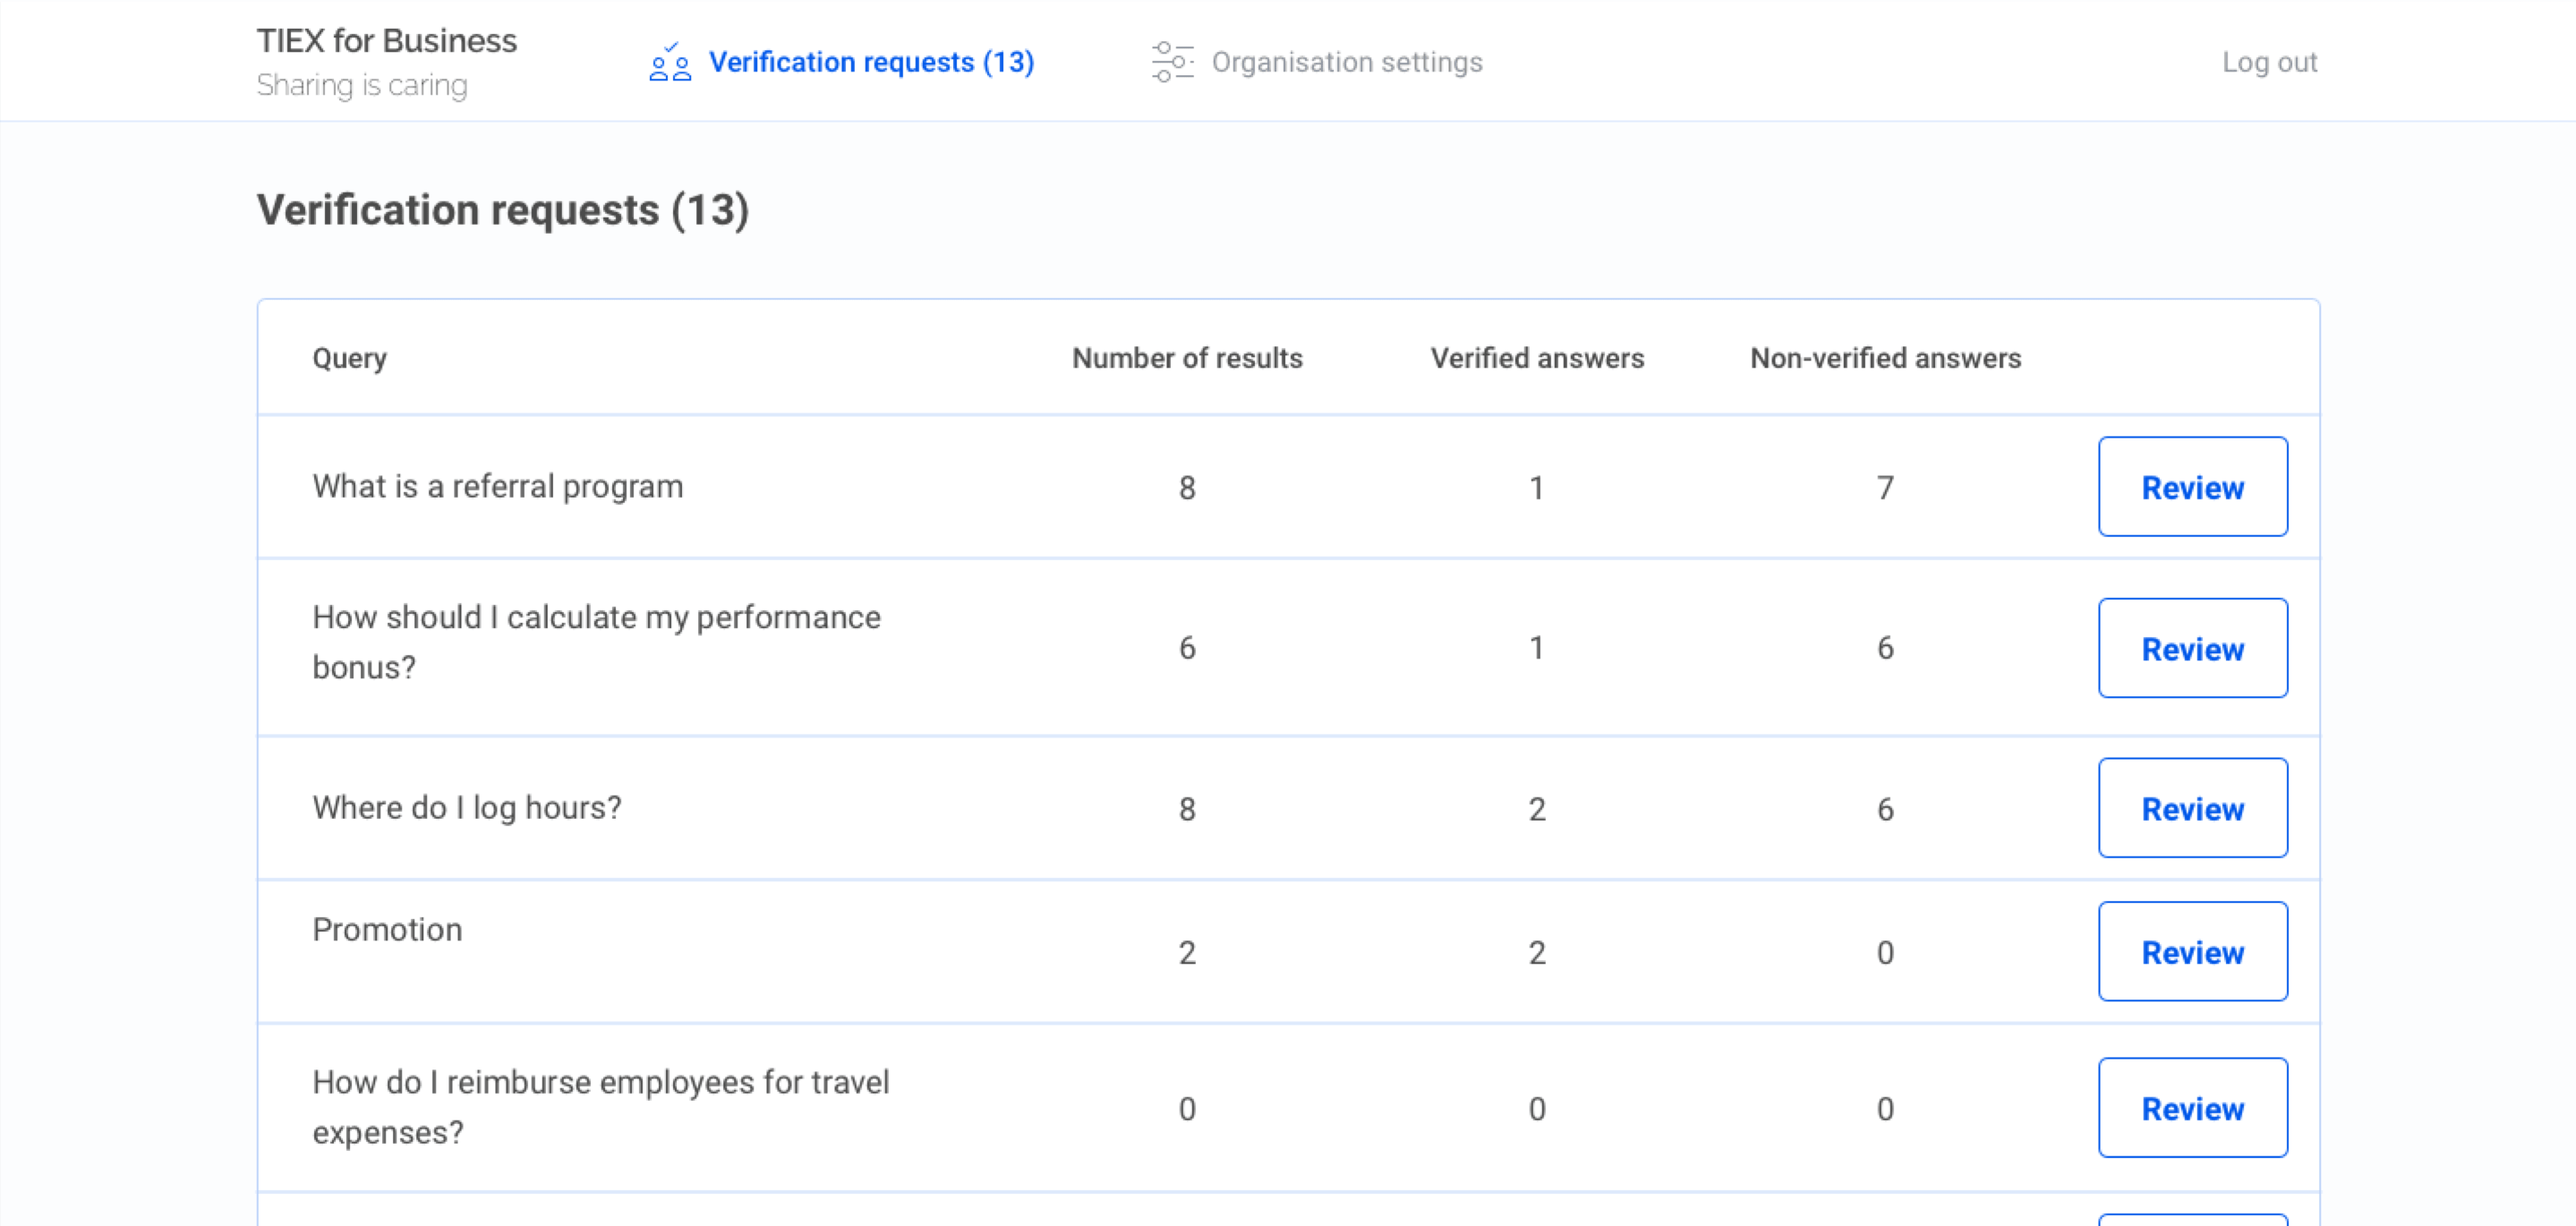 TIEX for Business
Sharing is caring
Verification requests (13)
Organisation settings
Log out
Verification requests (13)
Query Number of results Verified answers Non-verified answers
What is a referral program 8 1 7 Review
How should I calculate my performance
bonus? 6 1 6 Review
Where do I log hours? 8 2 6 Review
Promotion 2 2 0 Review
How do I reimburse employees for travel
expenses? 0 0 0 Review